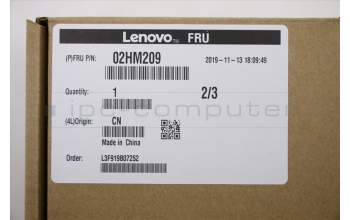 Lenovo™ FRU
(P)FRU P/N: 02HM209 2019-11-13 18:09:49
Quantity: 1 2/3
(4L)Origin: CN
Made in China
Order: L3F919807252
ipc-computer